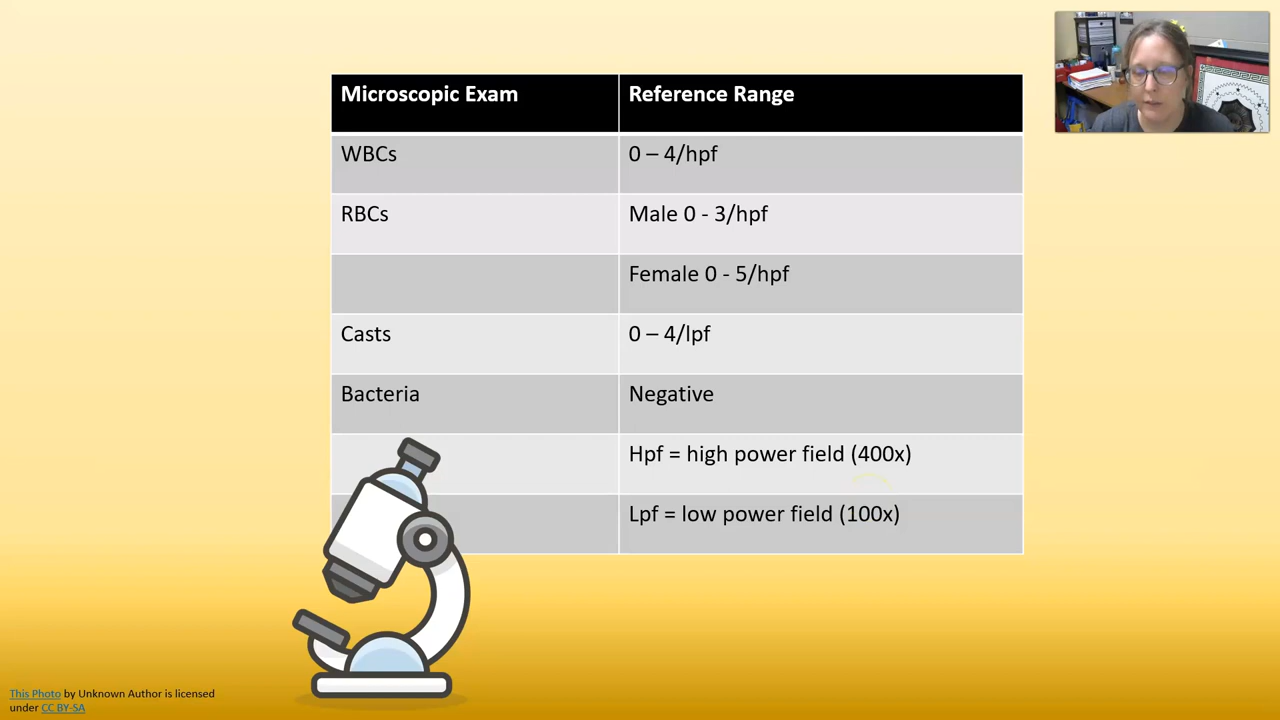 Microscopic Exam
Reference Range
WBCs
0 – 4/hpf
RBCs
Male 0 - 3/hpf
Female 0 - 5/hpf
Casts
0 – 4/lpf
Bacteria
Negative
Hpf = high power field (400x)
Lpf = low power field (100x)
This Photo by Unknown Author is licensed
under CC BY-SA